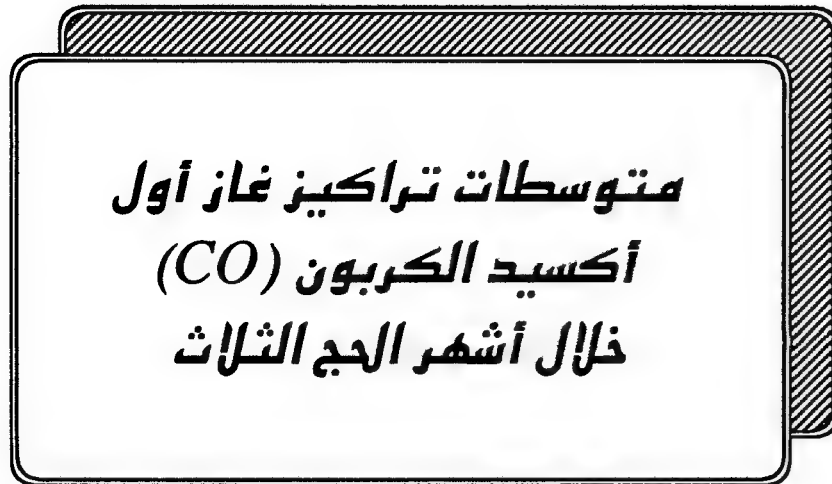 متوسطات تراكيز غاز أول
أكسيد الكربون (CO)
خلال أشهر الحج الثلاث